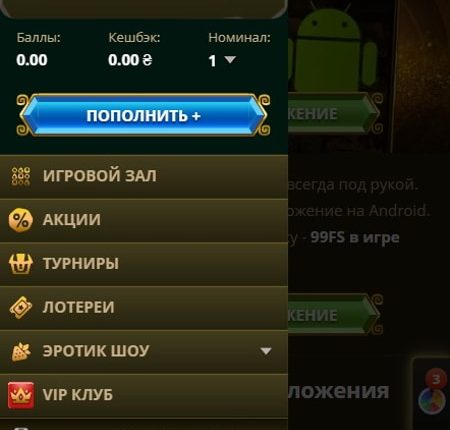 Баллы: Кешбэк: Номинал:
0.00 0.00 ₴ 1
ПОПОЛНИТЬ +
ЖЕНИЕ
ИГРОВОЙ ЗАЛ
всегда под рукой.
АКЦИИ
ожение на Android.
у - 99FS в игре
ТУРНИРЫ
ЛОТЕРЕИ
ЖЕНИЕ
ЭРОТИК ШОУ
3
VIP КЛУБ
ложения